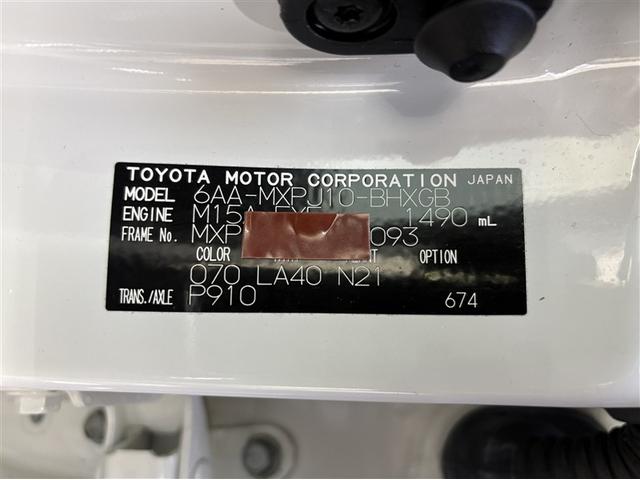 TOYOTA MOTOR CORPORATION JAPAN
MODEL 6AA-MXPJ10-BHXGB
ENGINE M15A 1490 mL
FRAME No. MXP 093
COLOR OPTION
070 LA40 N21
TRANS./AXLE P910 674